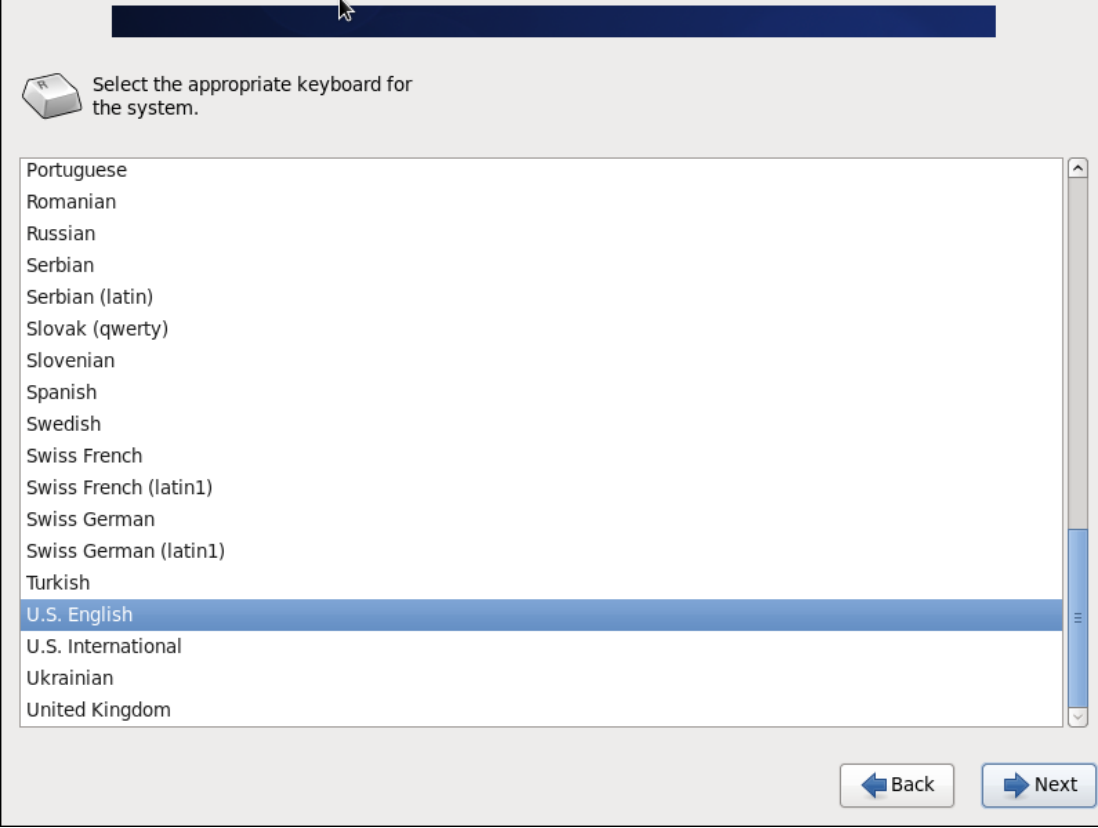 R
Select the appropriate keyboard for
the system.
Portuguese
Romanian
Russian
Serbian
Serbian (latin)
Slovak (qwerty)
Slovenian
Spanish
Swedish
Swiss French
Swiss French (latin1)
Swiss German
Swiss German (latin1)
Turkish
U.S. English
U.S. International
Ukrainian
United Kingdom
Back
Next